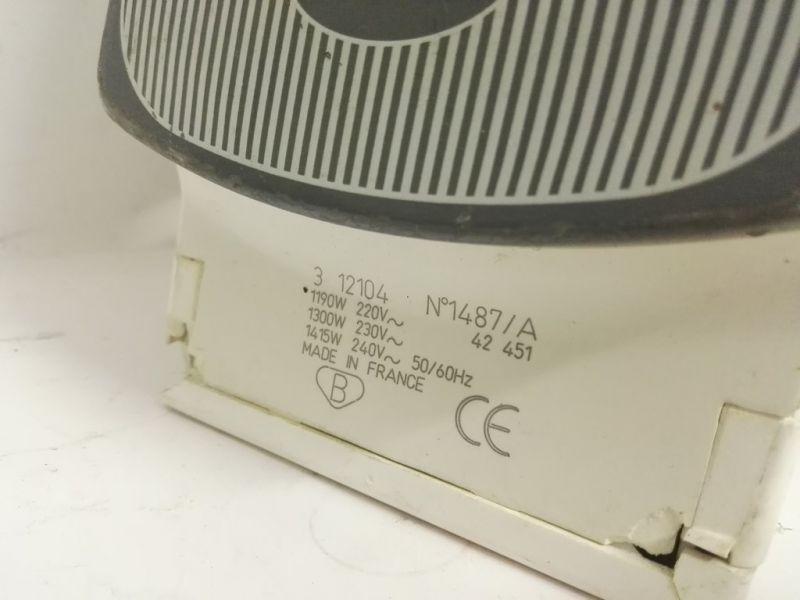 3 12104 N°1487/A
1190W 220V~ 42 451
1300W 230V~
1415W 240V~ 50/60Hz
MADE IN FRANCE
B
CE